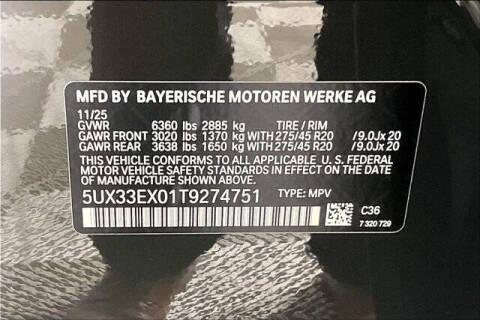 MFD BY BAYERISCHE MOTOREN WERKE AG
11/25
GVWR 6360 lbs 2885 kg TIRE / RIM
GAWR FRONT 3020 lbs 1370 kg WITH 275/45 R20 /9.0Jx 20
GAWR REAR 3638 lbs 1650 kg WITH 275/45 R20 /9.0Jx 20
THIS VEHICLE CONFORMS TO ALL APPLICABLE U. S. FEDERAL
MOTOR VEHICLE SAFETY STANDARDS IN EFFECT ON THE
DATE OF MANUFACTURE SHOWN ABOVE.
5UX33EX01T9274751 TYPE: MPV
C36
7 320 729